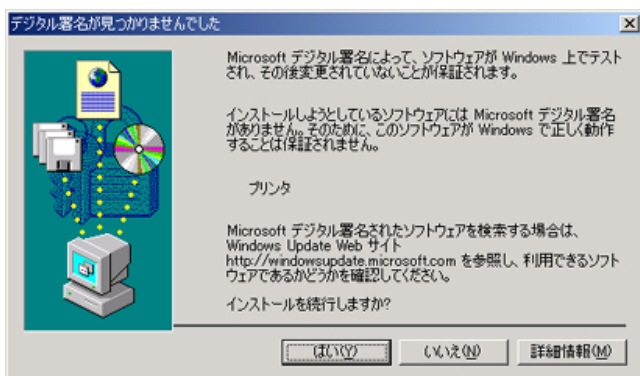 デジタル署名が見つかりませんでした
Microsoft デジタル署名によって、ソフトウェアが Windows 上でテスト
され、その後変更されていないことが保証されます。
インストールしようとしているソフトウェアには Microsoft デジタル署名
がありません。そのために、このソフトウェアが Windows で正しく動作
することは保証されません。
プリンタ
Microsoft デジタル署名されたソフトウェアを検索する場合は、
Windows Update Web サイト
http://windowsupdate.microsoft.com を参照し、利用できるソフト
ウェアであるかどうかを確認してください。
インストールを続行しますか?
はい(Y) いいえ(N) 詳細情報(M)